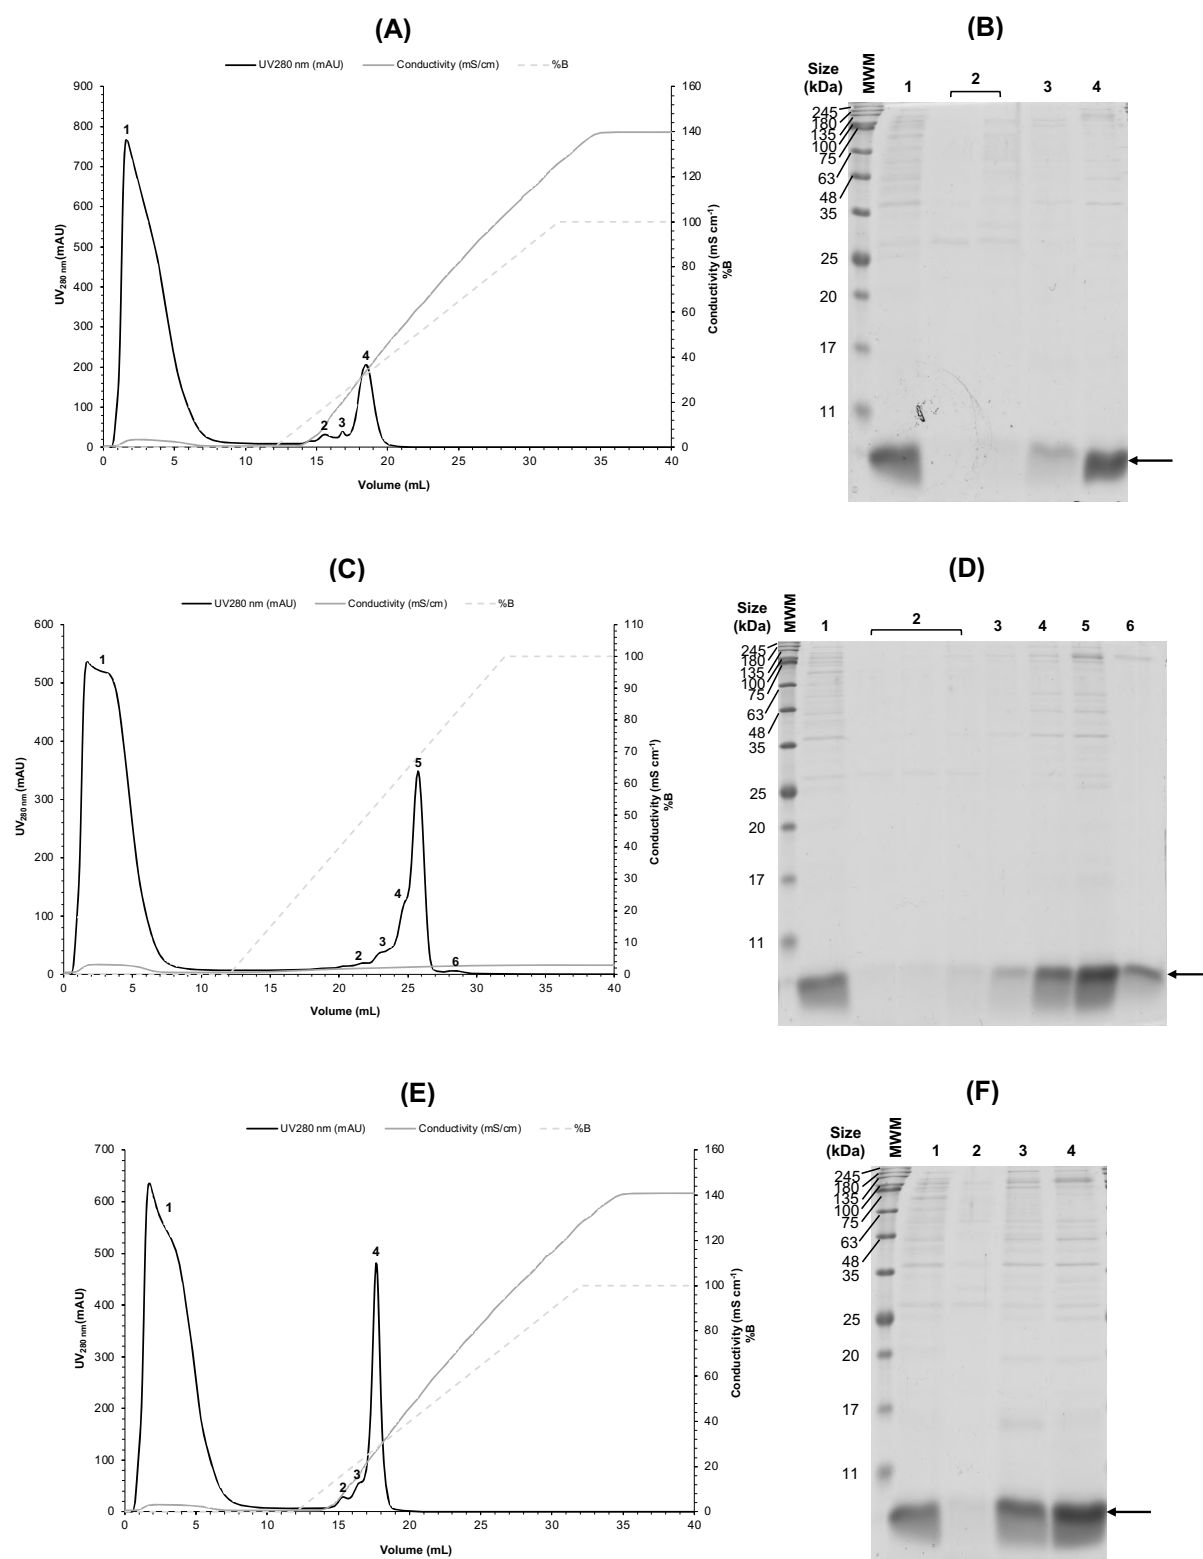 (A)
UV280 nm (mAU) Conductivity (mS/cm) %B
900
800
700
600
500
400
300
200
100
0
UV280 nm (mAU)
160
140
120
100
80
60
40
20
0
Conductivity (mS cm-1)
%B
1
2
3
4
0 5 10 15 20 25 30 35 40
Volume (mL)
(B)
Size
(kDa)
MWM
1 2 3 4
245
180
135
100
75
63
48
35
25
20
17
11
(C)
UV280 nm (mAU) Conductivity (mS/cm) %B
600
500
400
300
200
100
0
UV280 nm (mAU)
110
100
90
80
70
60
50
40
30
20
10
0
Conductivity (mS cm-1)
%B
1
2
3
4
5
6
0 5 10 15 20 25 30 35 40
Volume (mL)
(D)
Size
(kDa)
MWM
1 2 3 4 5 6
245
180
135
100
75
63
48
35
25
20
17
11
(E)
UV280 nm (mAU) Conductivity (mS/cm) %B
700
600
500
400
300
200
100
0
UV280 nm (mAU)
160
140
120
100
80
60
40
20
0
Conductivity (mS cm-1)
%B
1
2
3
4
0 5 10 15 20 25 30 35 40
Volume (mL)
(F)
Size
(kDa)
MWM
1 2 3 4
245
180
135
100
75
63
48
35
25
20
17
11